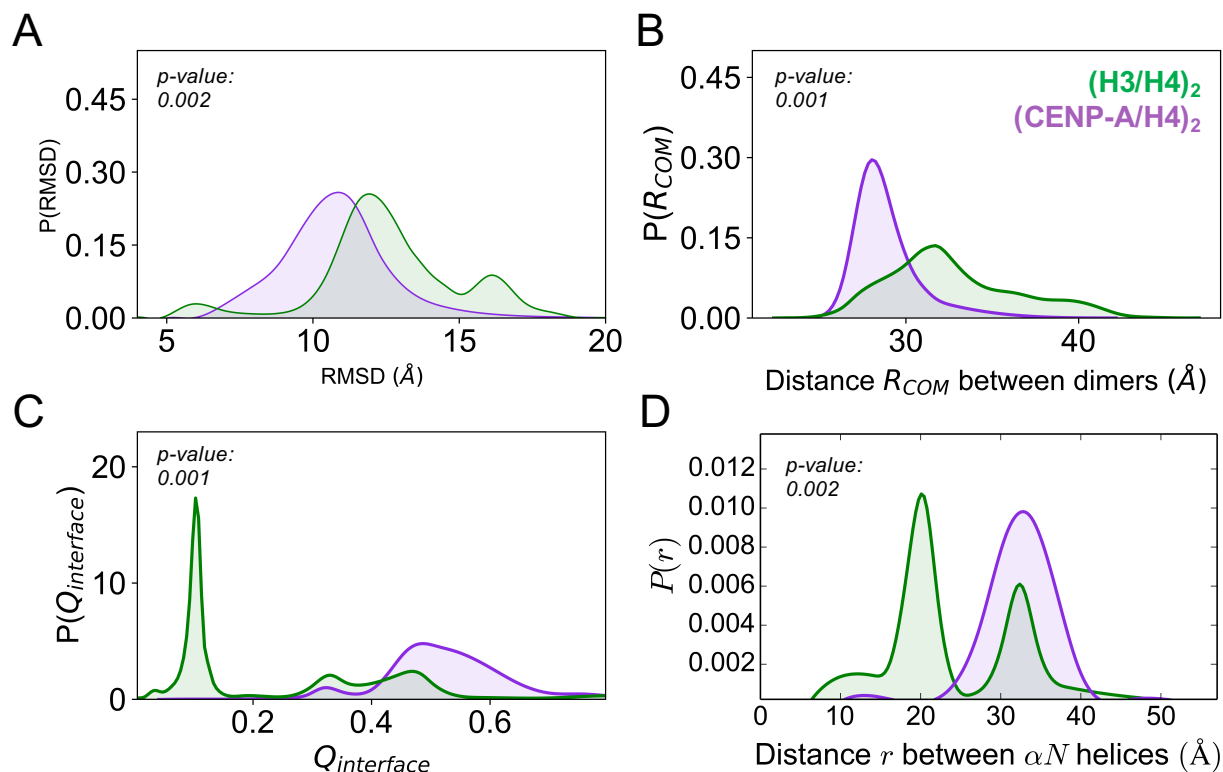 A
p-value:
0.002
P(RMSD)
0.45
0.30
0.15
0.00
5 10 15 20
RMSD (Å)
B
p-value:
0.001
(H3/H4)₂
(CENP-A/H4)₂
P(R_COM)
0.45
0.30
0.15
0.00
30 40
Distance R_COM between dimers (Å)
C
p-value:
0.001
P(Q_interface)
20
10
0
0.2 0.4 0.6
Q_interface
D
p-value:
0.002
P(r)
0.012
0.010
0.008
0.006
0.004
0.002
0 10 20 30 40 50
Distance r between αN helices (Å)